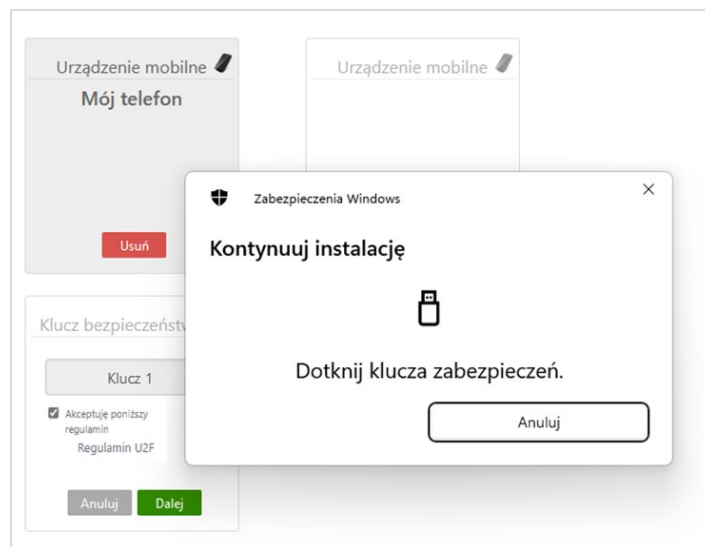 Urządzenie mobilne
Mój telefon
Usuń
Urządzenie mobilne
Klucz bezpieczeństw
Klucz 1
Akceptuję poniższy
regulamin
Regulamin U2F
Anuluj
Dalej
Zabezpieczenia Windows
Kontynuuj instalację
Dotknij klucza zabezpieczeń.
Anuluj